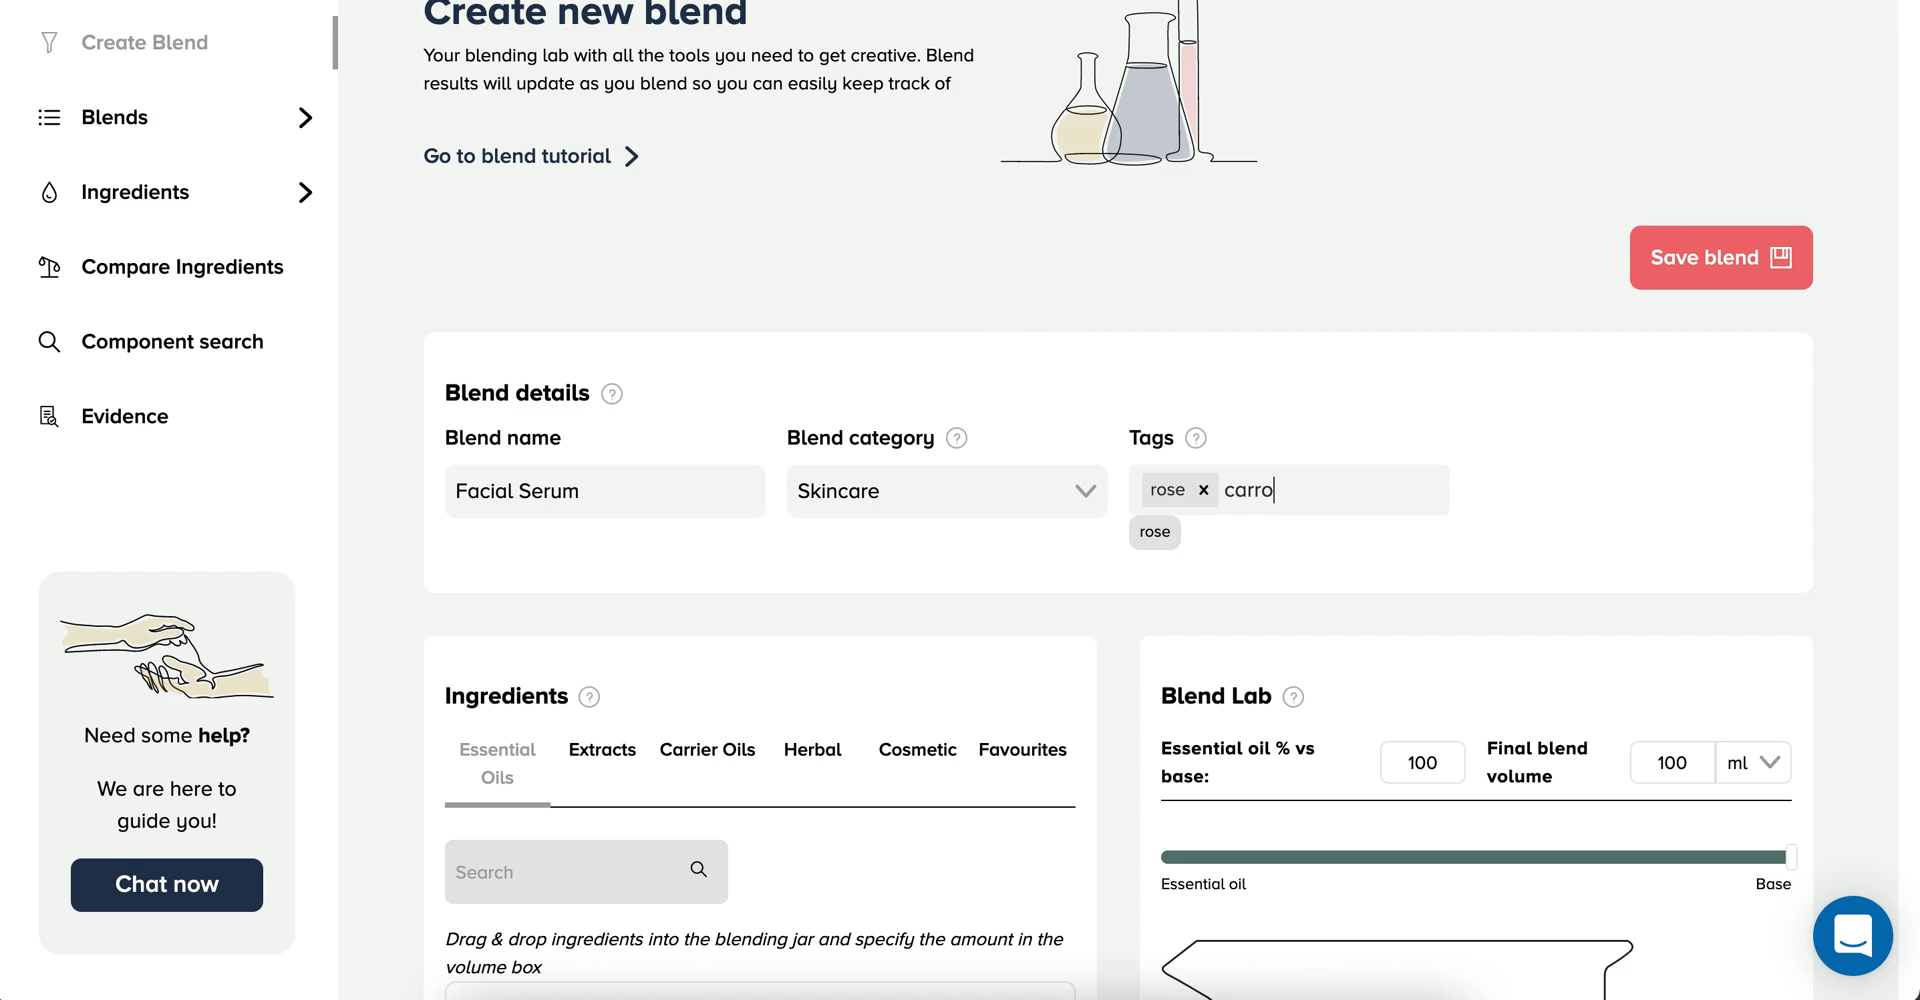 Create Blend
Blends
Ingredients
Compare Ingredients
Component search
Evidence
Need some help?
We are here to
guide you!
Chat now
Create new blend
Your blending lab with all the tools you need to get creative. Blend
results will update as you blend so you can easily keep track of
Go to blend tutorial
Save blend
Blend details ?
Blend name
Facial Serum
Blend category ?
Skincare
Tags ?
rose x carro
rose
Ingredients ?
Essential
Oils
Extracts
Carrier Oils
Herbal
Cosmetic
Favourites
Search
Drag & drop ingredients into the blending jar and specify the amount in the
volume box
Blend Lab ?
Essential oil % vs
base:
100
Final blend
volume
100
ml
Essential oil
Base